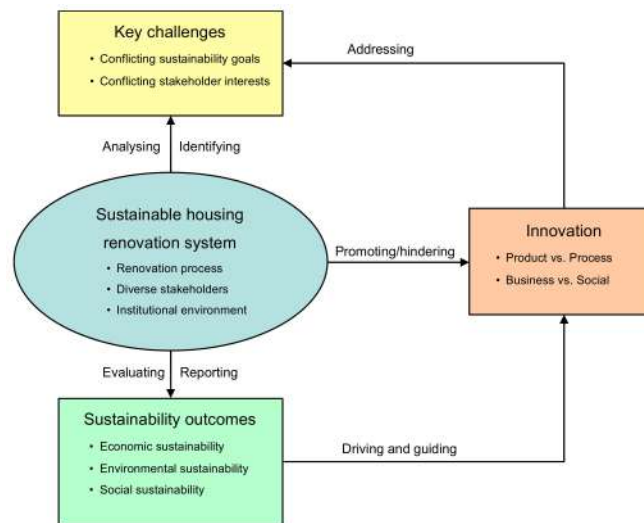 Key challenges
• Conflicting sustainability goals
• Conflicting stakeholder interests
Addressing
Analysing Identifying
Sustainable housing
renovation system
• Renovation process
• Diverse stakeholders
• Institutional environment
Promoting/hindering
Innovation
• Product vs. Process
• Business vs. Social
Evaluating Reporting
Sustainability outcomes
• Economic sustainability
• Environmental sustainability
• Social sustainability
Driving and guiding